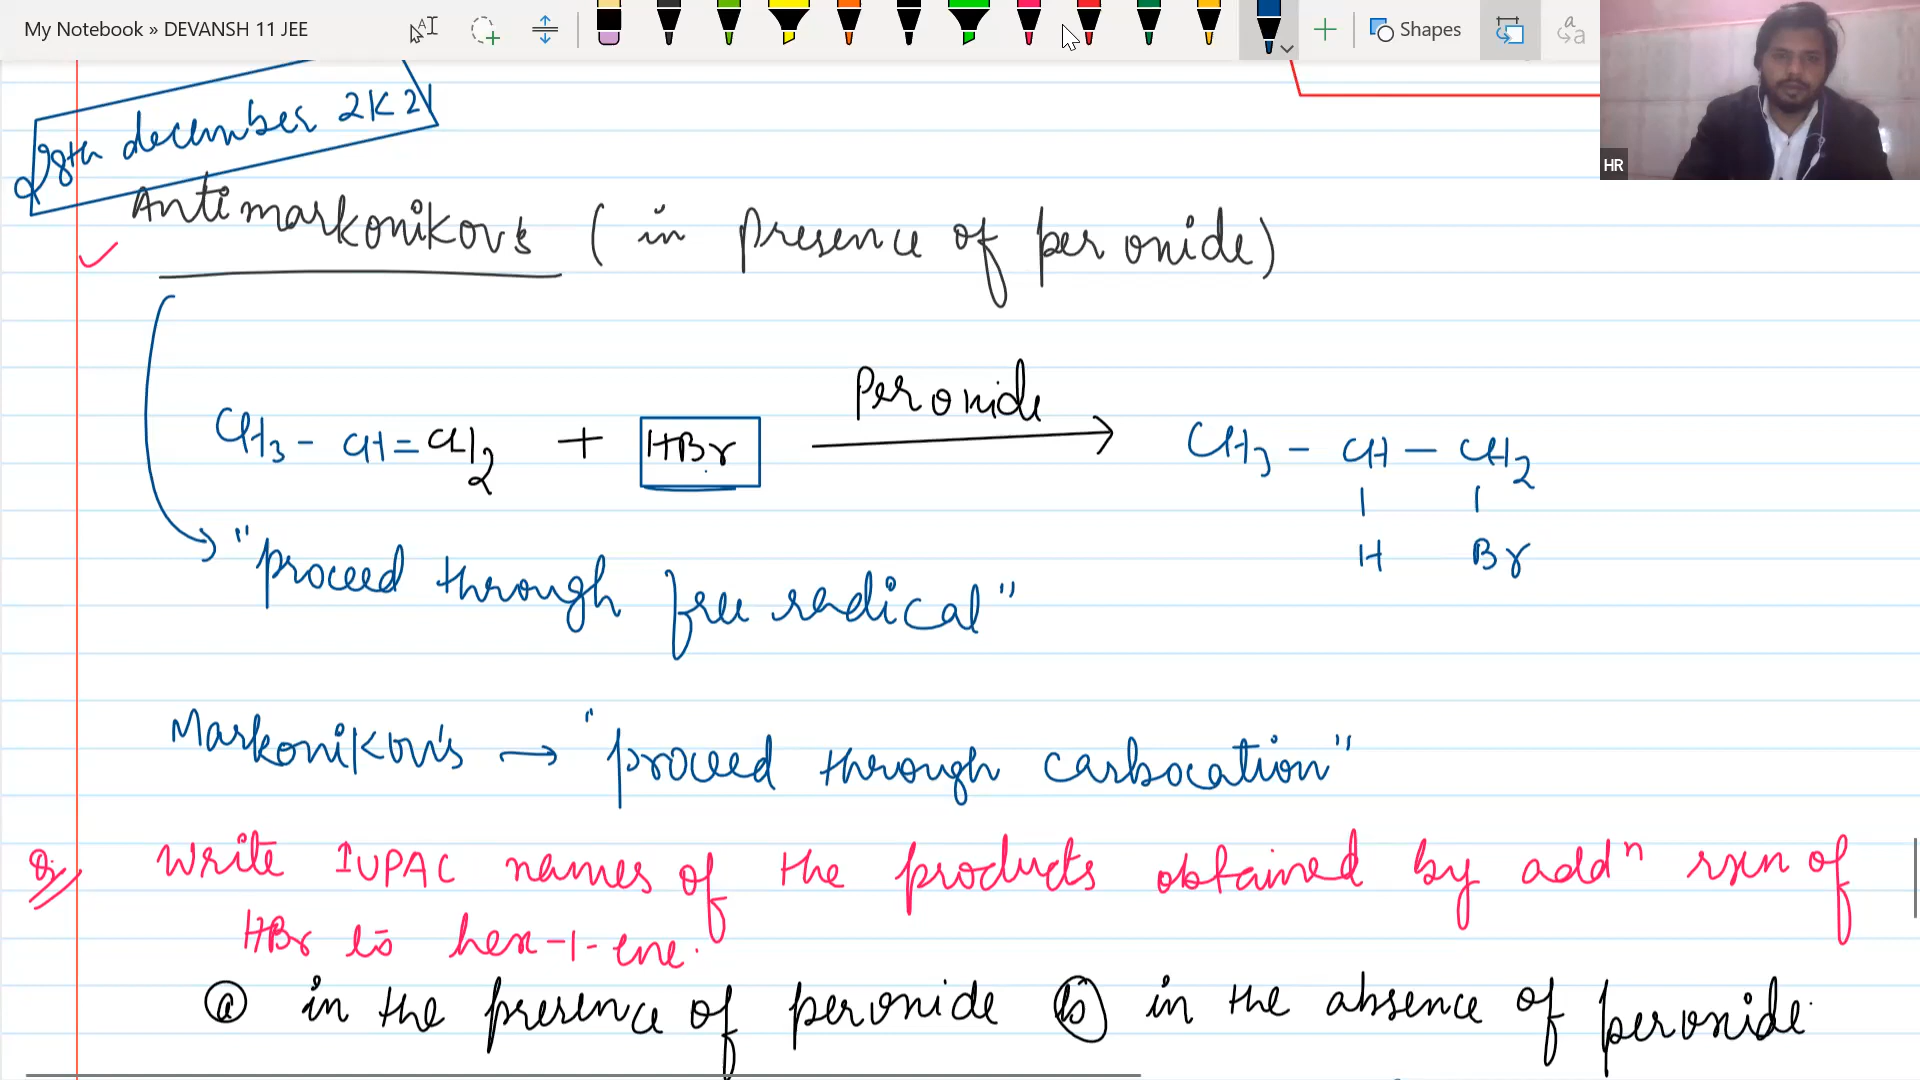 My Notebook » DEVANSH 11 JEE
Shapes
HR
28th december 2K21
Antimarkonikov's (in presence of peroxide)
Peroxide
CH3 - CH = CH2 + HBr → CH3 - CH - CH2
H Br
"proceed through free radical"
Markonikov's → "proceed through carbocation"
Q. Write IUPAC names of the products obtained by addn rxn of
HBr to hex-1-ene.
(a) in the presence of peroxide (b) in the absence of peroxide.